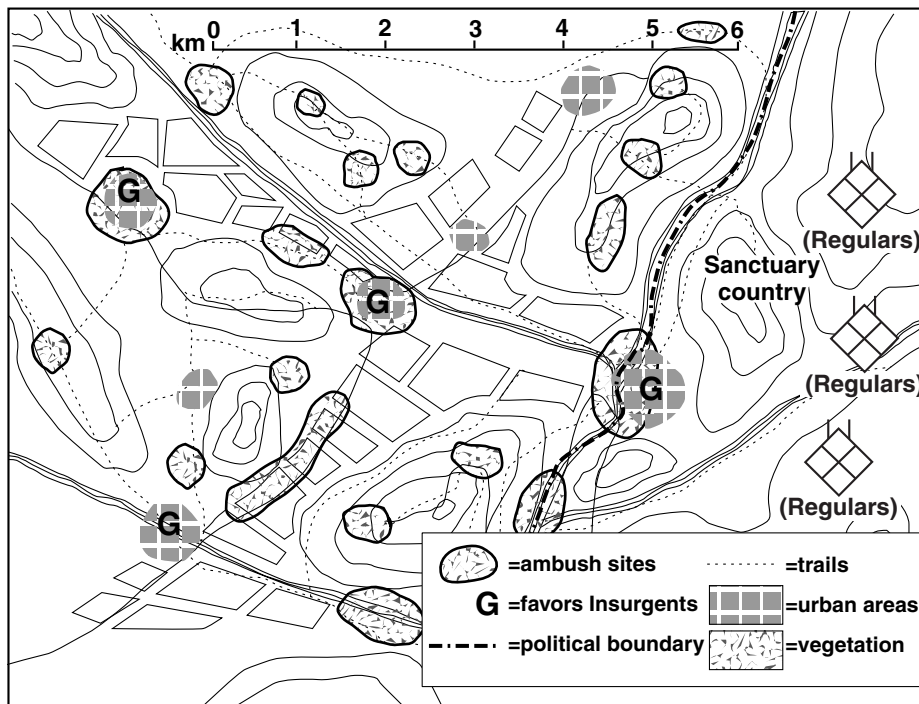 0 1 2 3 4 5 6
km
G
(Regulars)
Sanctuary
country
G
G
(Regulars)
G
(Regulars)
=ambush sites
=trails
G =favors Insurgents
=urban areas
=political boundary
=vegetation